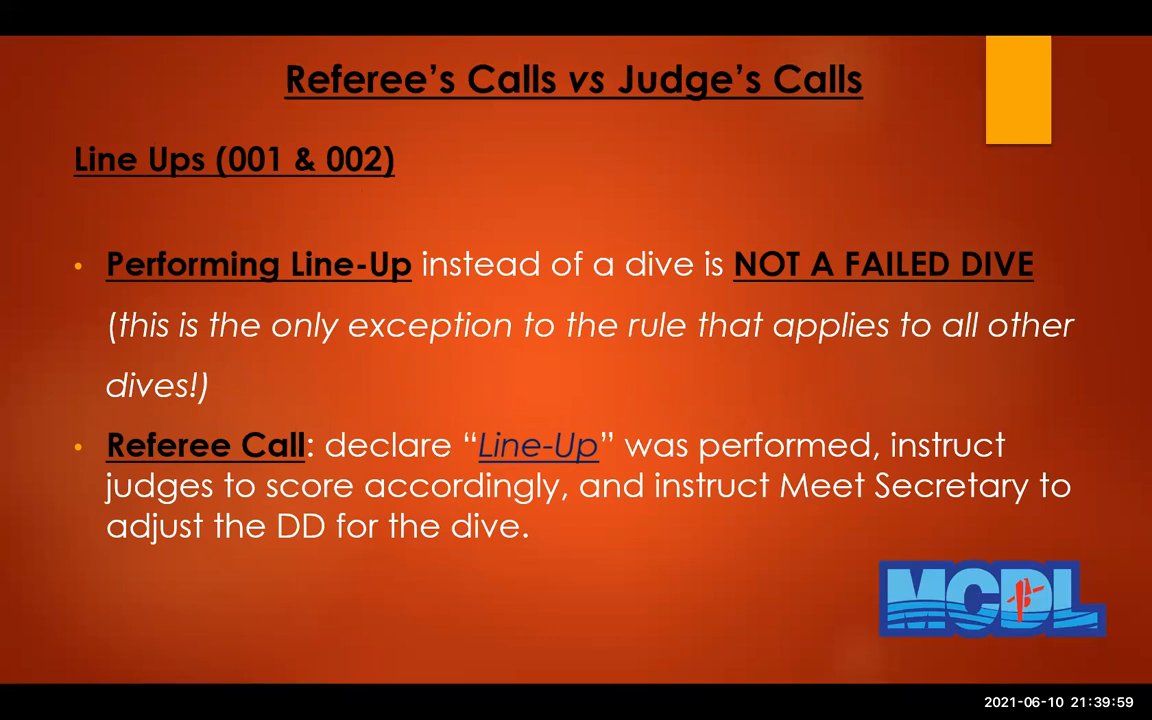 Referee’s Calls vs Judge’s Calls
Line Ups (001 & 002)
• Performing Line-Up instead of a dive is NOT A FAILED DIVE
(this is the only exception to the rule that applies to all other
dives!)
• Referee Call: declare “Line-Up” was performed, instruct
judges to score accordingly, and instruct Meet Secretary to
adjust the DD for the dive.
MCDL
2021-06-10 21:39:59